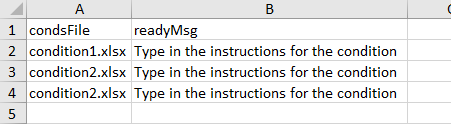 A B
1 condsFile readyMsg
2 condition1.xlsx Type in the instructions for the condition
3 condition2.xlsx Type in the instructions for the condition
4 condition2.xlsx Type in the instructions for the condition
5